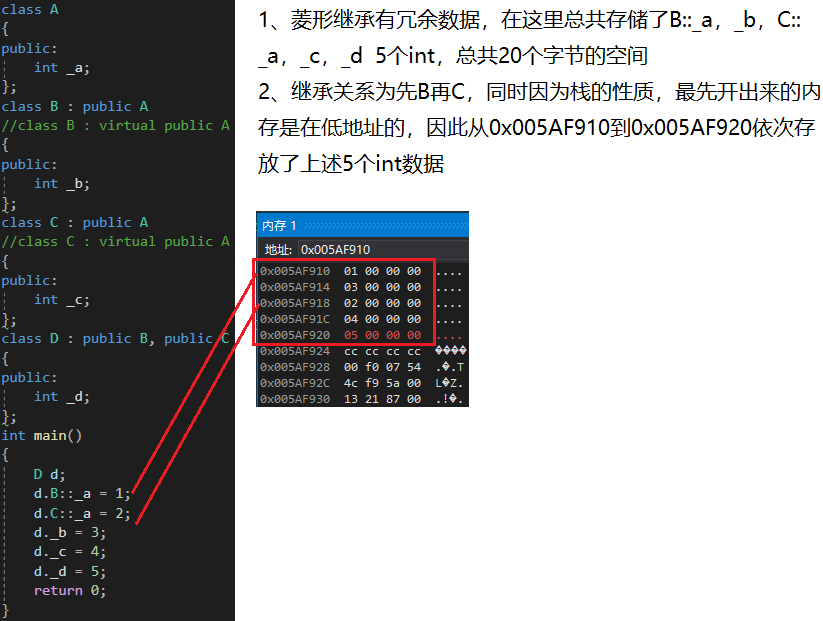 class A
{
public:
int _a;
};
class B : public A
//class B : virtual public A
{
public:
int _b;
};
class C : public A
//class C : virtual public A
{
public:
int _c;
};
class D : public B, public C
{
public:
int _d;
};
int main()
{
D d;
d.B::_a = 1;
d.C::_a = 2;
d._b = 3;
d._c = 4;
d._d = 5;
return 0;
}
1、菱形继承有冗余数据，在这里总共存储了B::_a，_b，C::
_a，_c，_d 5个int，总共20个字节的空间
2、继承关系为先B再C，同时因为栈的性质，最先开出来的内
存是在低地址的，因此从0x005AF910到0x005AF920依次存
放了上述5个int数据
内存 1
地址: 0x005AF910
0x005AF910 01 00 00 00 ....
0x005AF914 03 00 00 00 ....
0x005AF918 02 00 00 00 ....
0x005AF91C 04 00 00 00 ....
0x005AF920 05 00 00 00 ....
0x005AF924 cc cc cc cc ����
0x005AF928 00 f0 07 54 .�.T
0x005AF92C 4c f9 5a 00 L�Z.
0x005AF930 13 21 87 00 .!�.